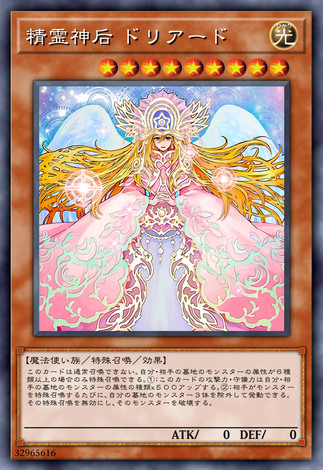 精霊神后 ドリアード
光
【魔法使い族／特殊召喚／効果】
このカードは通常召喚できない。自分・相手の墓地のモンスターの属性が６種
類以上の場合のみ特殊召喚できる。①：このカードの攻撃力・守備力は自分・相
手の墓地のモンスターの属性の種類×５００アップする。②：相手がモンスター
を特殊召喚するたびに、自分の墓地のモンスター３体を除外して発動できる。
その特殊召喚を無効にし、そのモンスターを破壊する。
ATK/ 0 DEF/ 0
32965616